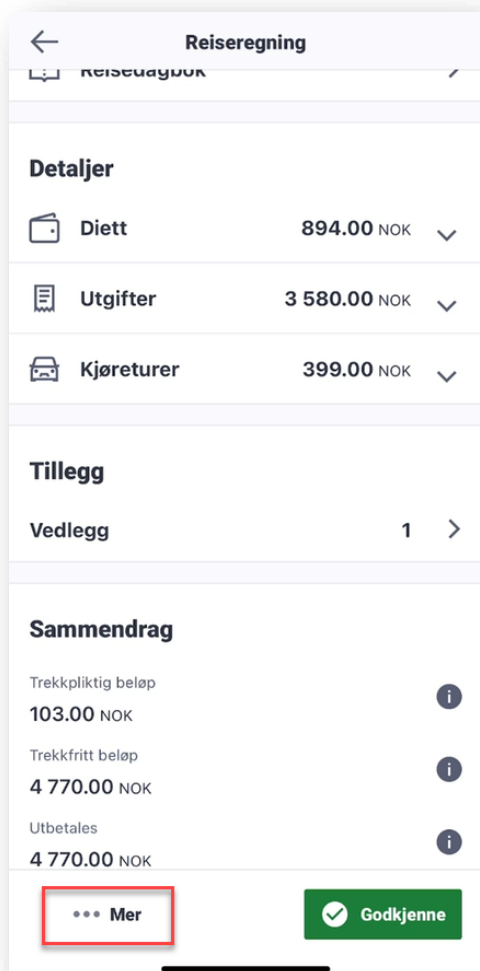 Reiseregning
Reisedagbok
Detaljer
Diett 894.00 NOK
Utgifter 3 580.00 NOK
Kjøreturer 399.00 NOK
Tillegg
Vedlegg 1
Sammendrag
Trekkpliktig beløp
103.00 NOK
Trekkfritt beløp
4 770.00 NOK
Utbetales
4 770.00 NOK
••• Mer
Godkjenne